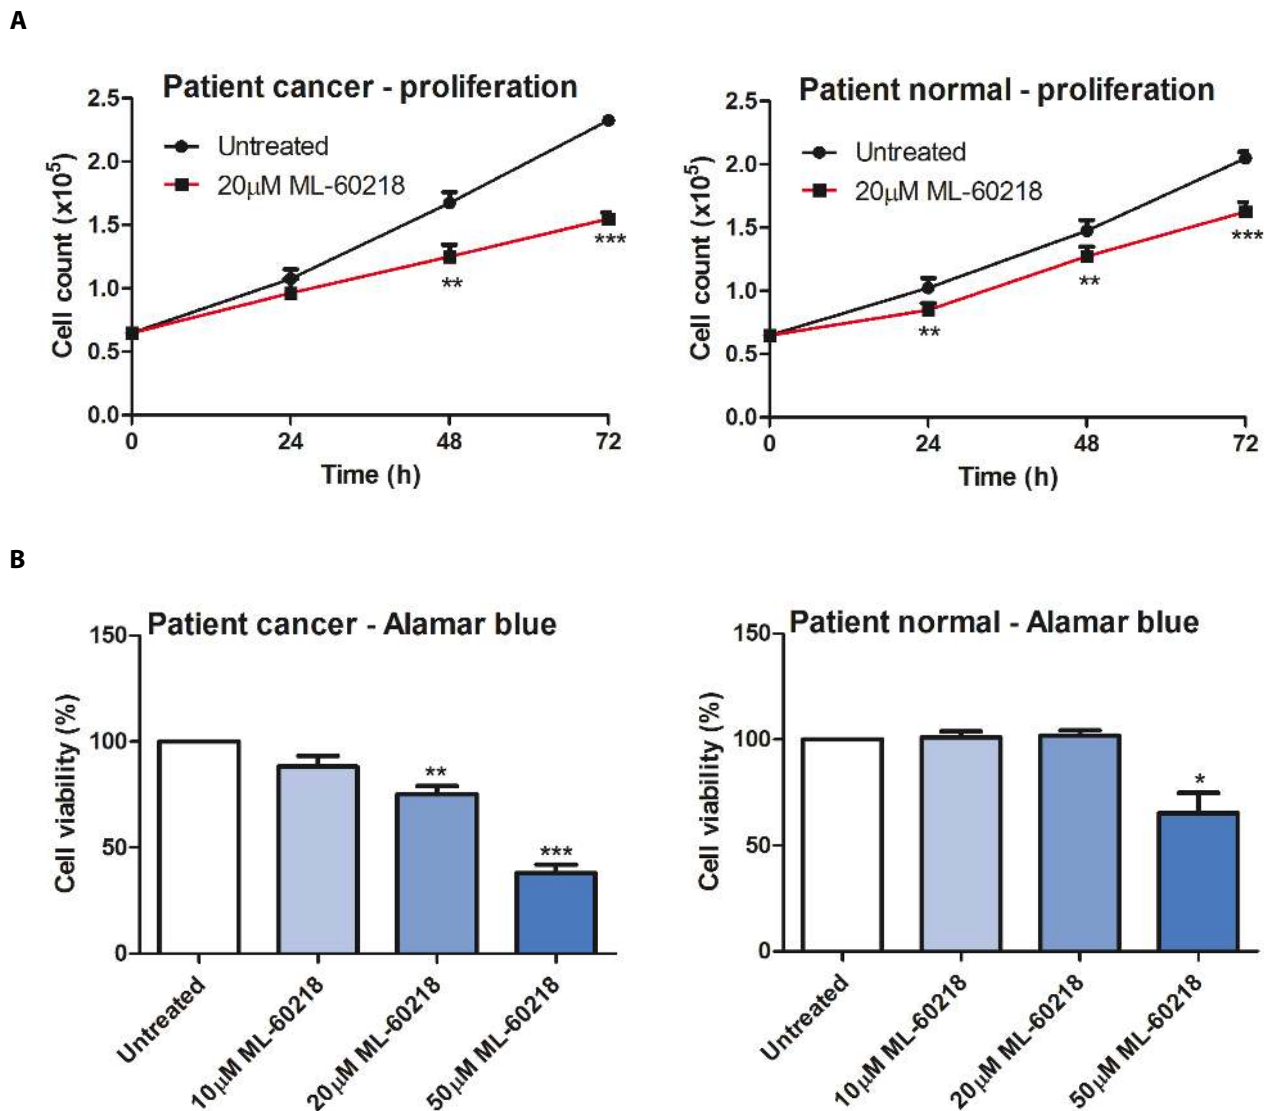 A
Patient cancer - proliferation
Untreated
20μM ML-60218
Cell count (x10⁵)
2.5
2.0
1.5
1.0
0.5
0.0
**
***
0 24 48 72
Time (h)
Patient normal - proliferation
Untreated
20μM ML-60218
Cell count (x10⁵)
2.5
2.0
1.5
1.0
0.5
0.0
**
**
***
0 24 48 72
Time (h)
B
Patient cancer - Alamar blue
Cell viability (%)
150
100
50
0
**
***
Untreated
10μM ML-60218
20μM ML-60218
50μM ML-60218
Patient normal - Alamar blue
Cell viability (%)
150
100
50
0
*
Untreated
10μM ML-60218
20μM ML-60218
50μM ML-60218